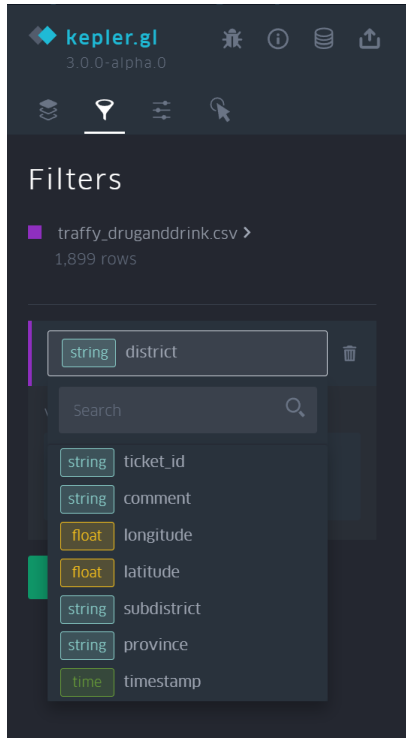 kepler.gl
3.0.0-alpha.0
Filters
traffy_druganddrink.csv
1,899 rows
string district
Search
string ticket_id
string comment
float longitude
float latitude
string subdistrict
string province
time timestamp